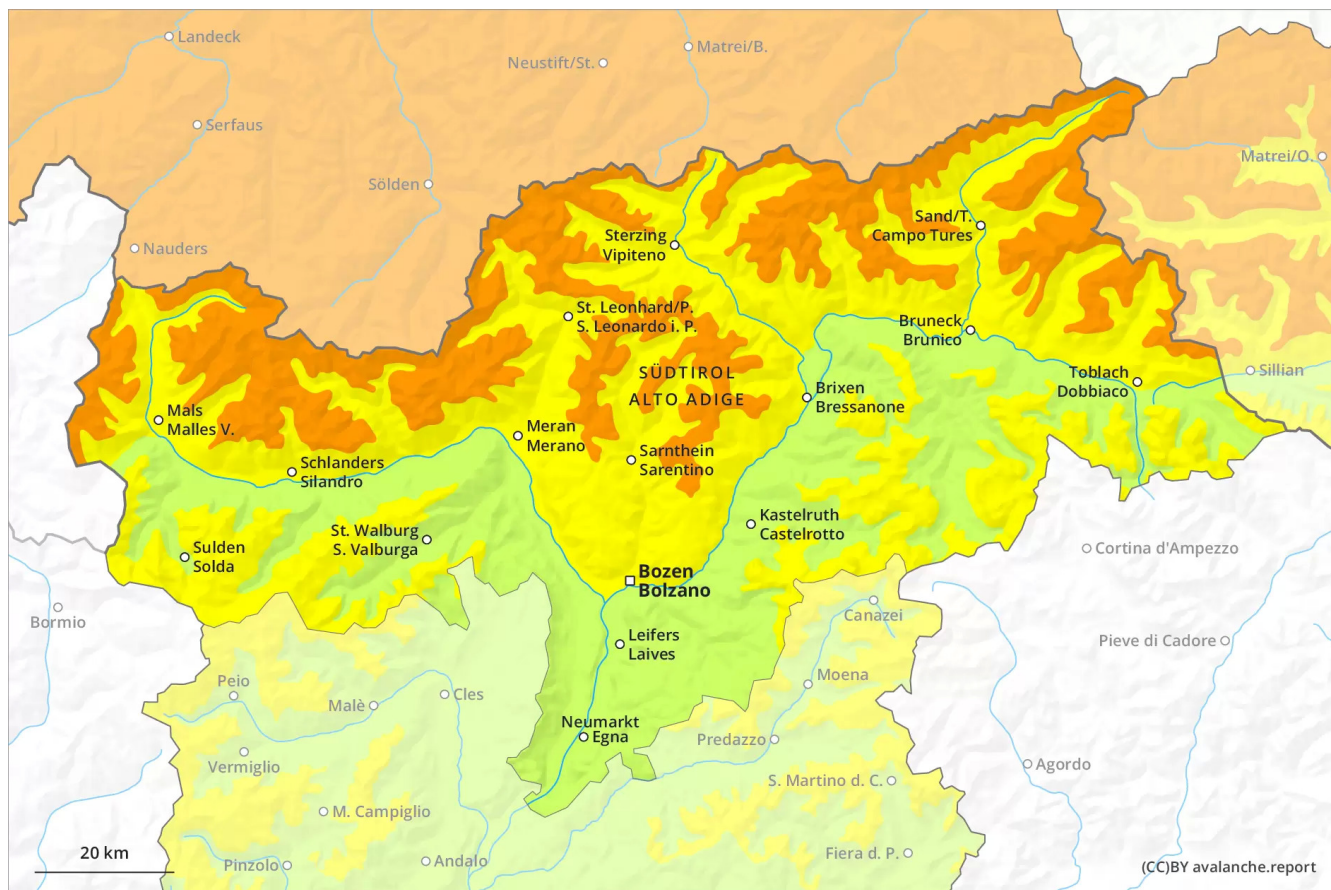 Landeck
Matrei/B.
Neustift/St.
Serfaus
Matrei/O.
Sölden
Sand/T.
Campo Tures
Nauders
Sterzing
Vipiteno
St. Leonhard/P.
S. Leonardo i. P.
Bruneck
Brunico
SÜDTIROL
ALTO ADIGE
Toblach
Dobbiaco
Sillian
Brixen
Bressanone
Mals
Malles V.
Meran
Merano
Schlanders
Silandro
Sarnthein
Sarentino
Kastelruth
Castelrotto
St. Walburg
S. Valburga
Sulden
Solda
Cortina d'Ampezzo
Bozen
Bolzano
Bormio
Canazei
Leifers
Laives
Pieve di Cadore
Moena
Peio
Malè
Cles
Neumarkt
Egna
Predazzo
Vermiglio
Agordo
S. Martino d. C.
M. Campiglio
20 km
Pinzolo
Andalo
Fiera d. P.
(CC)BY avalanche.report